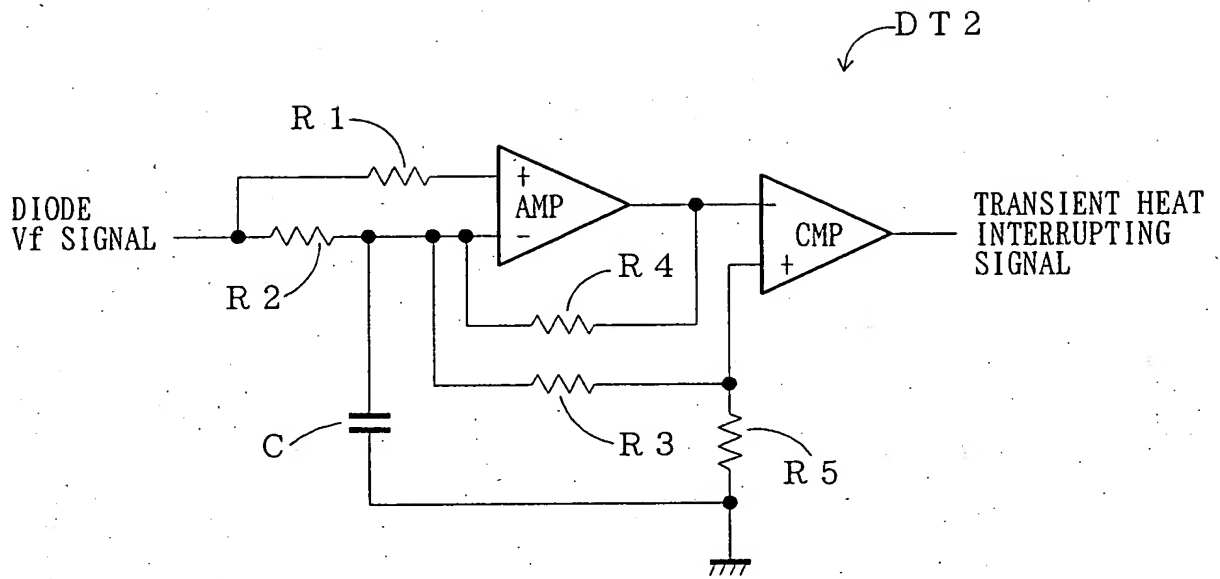 DT2
R1
DIODE
Vf SIGNAL
R2
+
AMP
−
−
CMP
+
TRANSIENT HEAT
INTERRUPTING
SIGNAL
R4
C
R3
R5